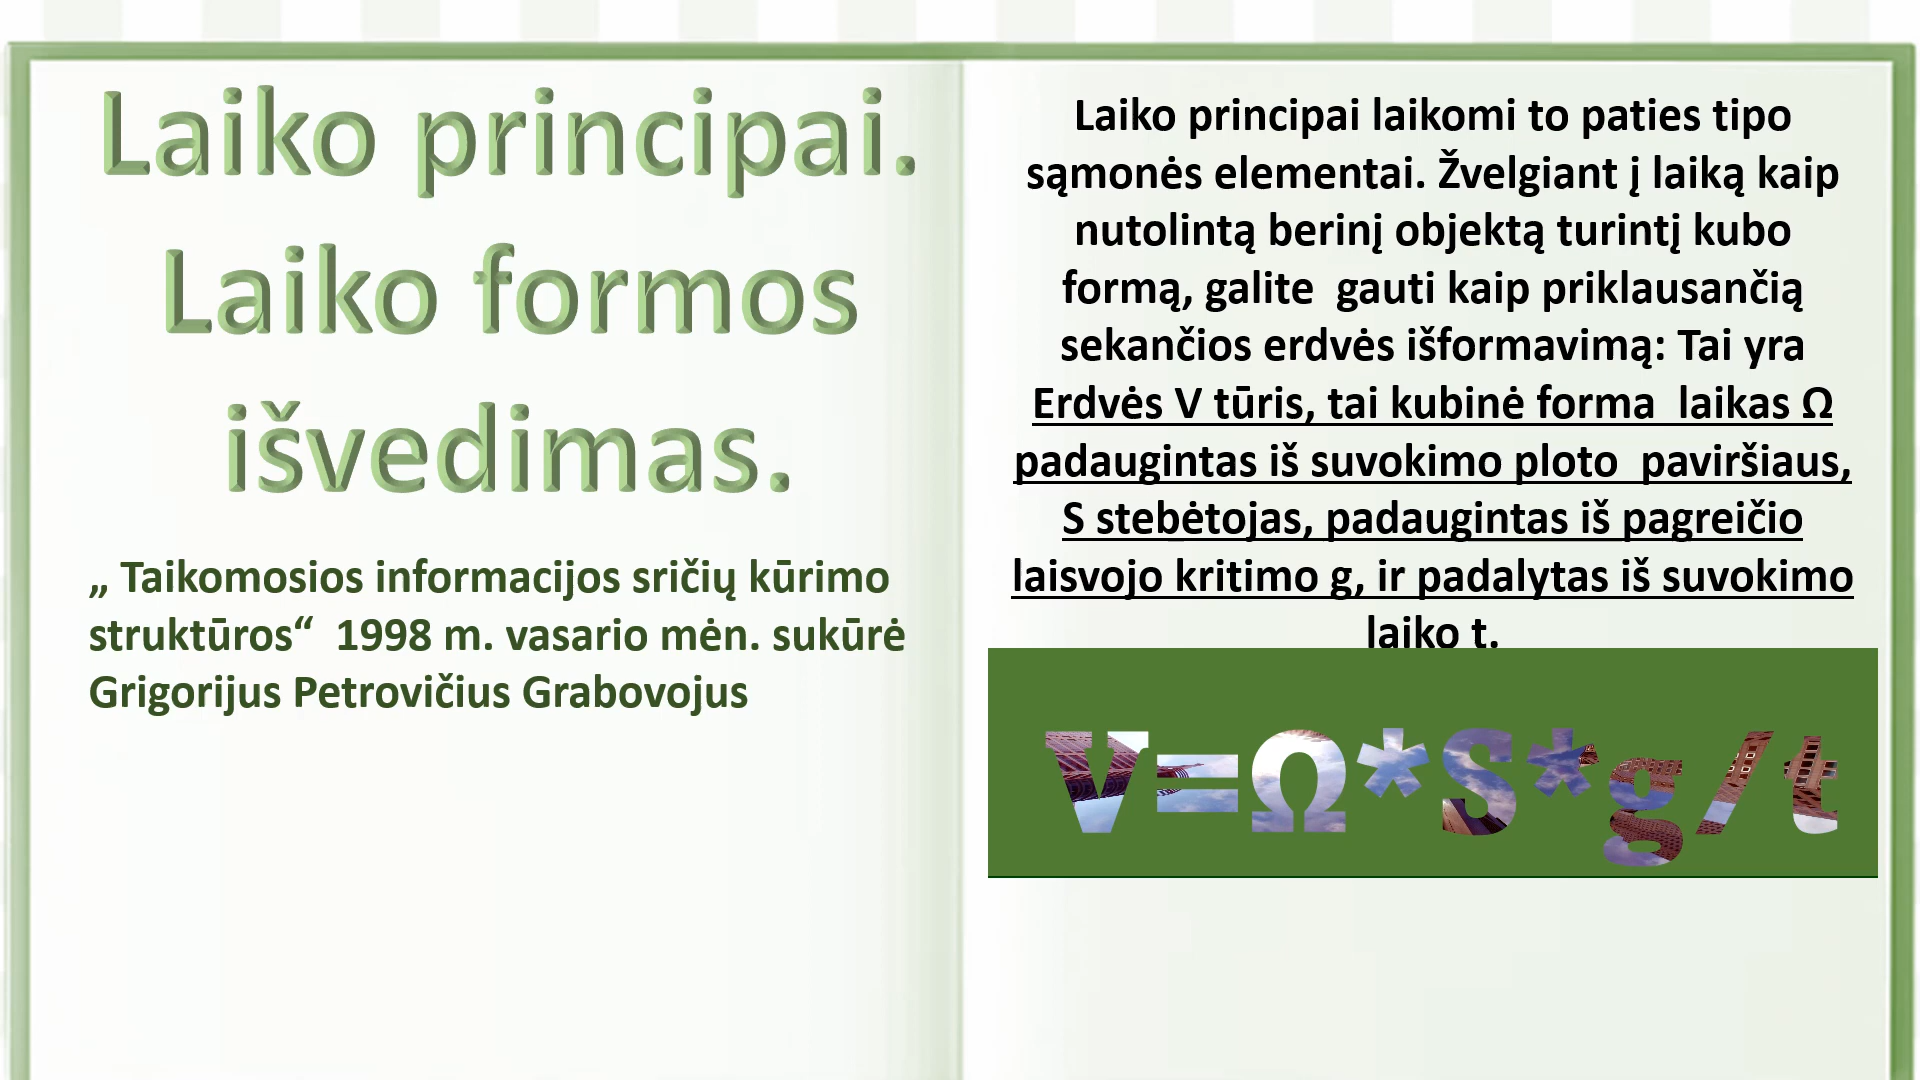 Laiko principai.
Laiko formos
išvedimas.
„ Taikomosios informacijos sričių kūrimo
struktūros“  1998 m. vasario mėn. sukūrė
Grigorijus Petrovičius Grabovojus
Laiko principai laikomi to paties tipo
sąmonės elementai. Žvelgiant į laiką kaip
nutolintą berinį objektą turintį kubo
formą, galite  gauti kaip priklausančią
sekančios erdvės išformavimą: Tai yra
Erdvės V tūris, tai kubinė forma  laikas Ω
padaugintas iš suvokimo ploto  paviršiaus,
S stebėtojas, padaugintas iš pagreičio
laisvojo kritimo g, ir padalytas iš suvokimo
laiko t.
V=Ω*S*g/t